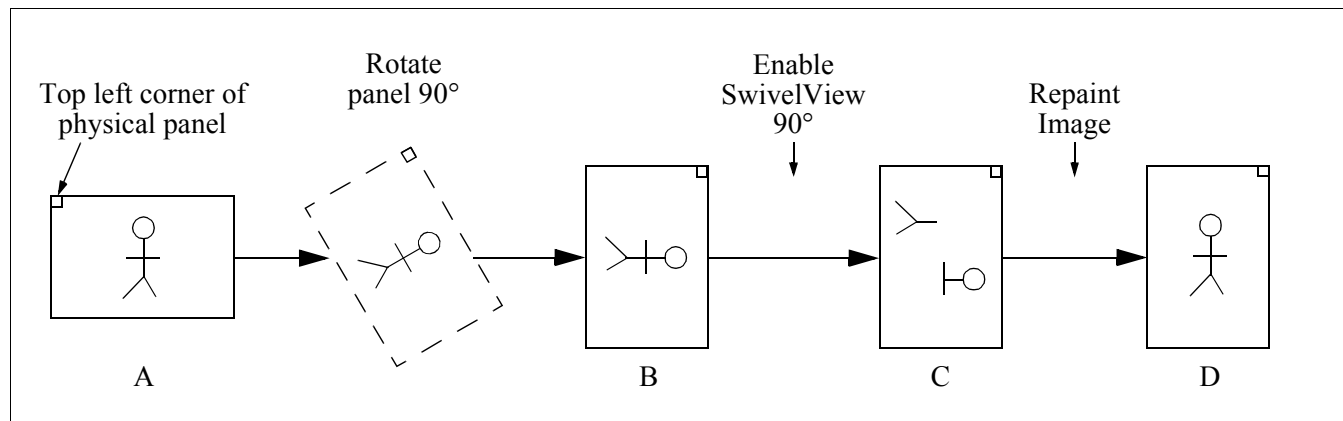 Top left corner of
physical panel
Rotate
panel 90°
Enable
SwivelView
90°
Repaint
Image
A
B
C
D